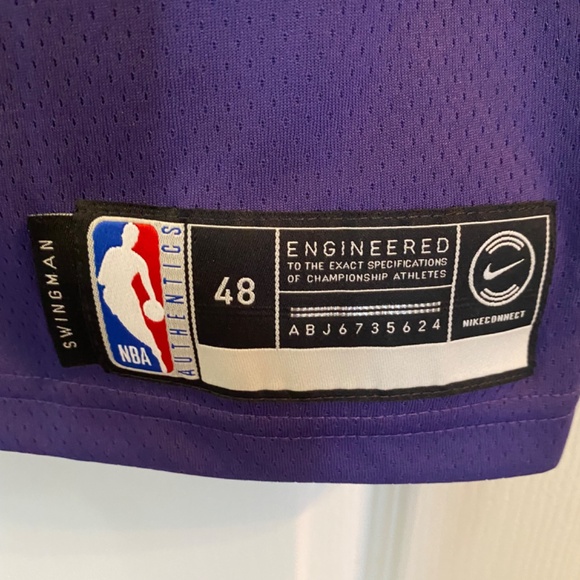 SWINGMAN
NBA
AUTHENTICS
48
ENGINEERED
TO THE EXACT SPECIFICATIONS
OF CHAMPIONSHIP ATHLETES
ABJ6735624
NIKECONNECT